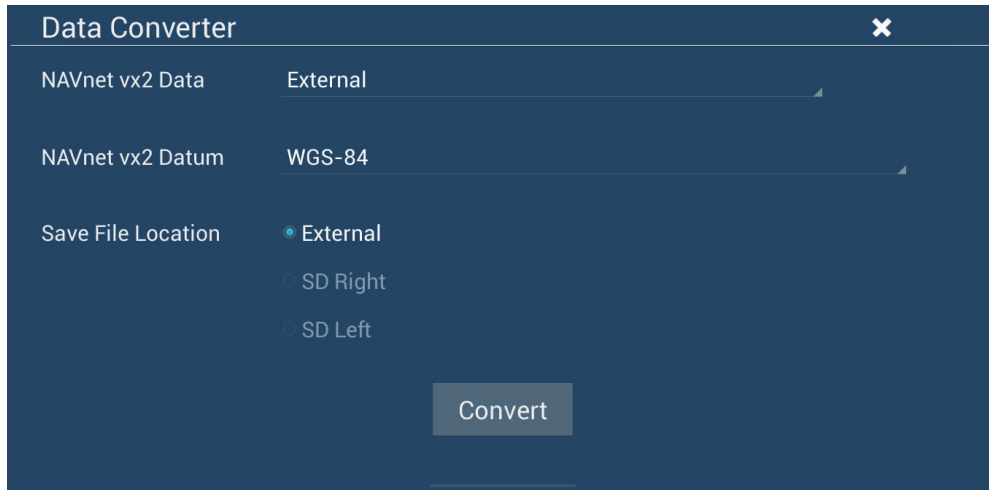 Data Converter
NAVnet vx2 Data External
NAVnet vx2 Datum WGS-84
Save File Location External
SD Right
SD Left
Convert